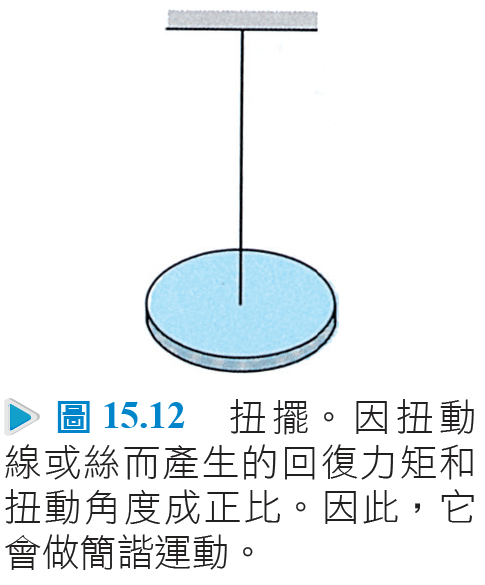 圖 15.12 扭擺。因扭動
線或絲而產生的回復力矩和
扭動角度成正比。因此,它
會做簡諧運動。